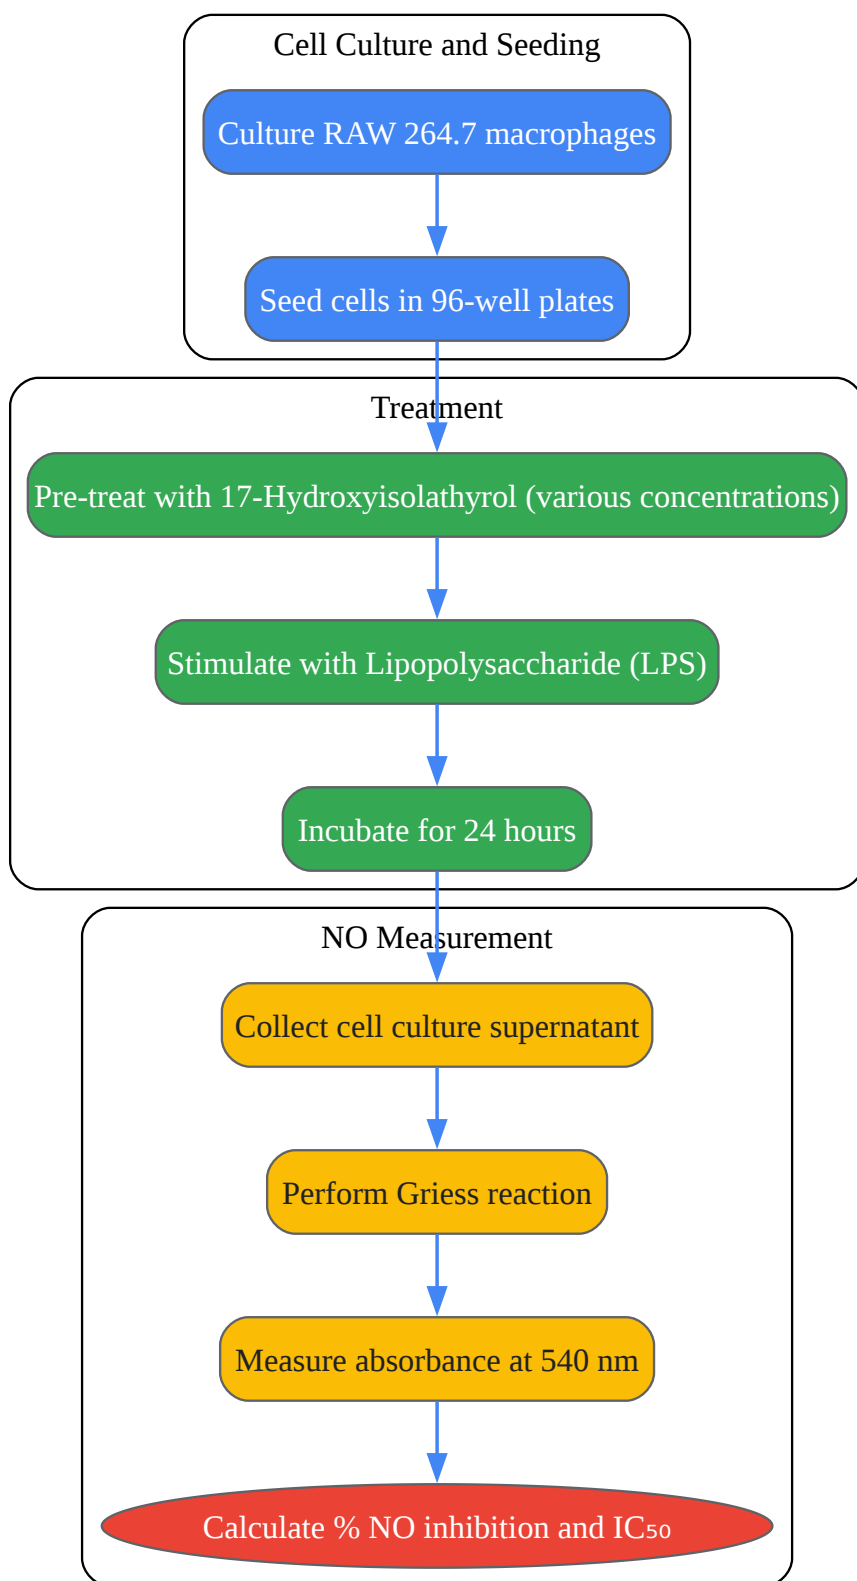 Cell Culture and Seeding
Culture RAW 264.7 macrophages
Seed cells in 96-well plates
Treatment
Pre-treat with 17-Hydroxyisolathyrol (various concentrations)
Stimulate with Lipopolysaccharide (LPS)
Incubate for 24 hours
NO Measurement
Collect cell culture supernatant
Perform Griess reaction
Measure absorbance at 540 nm
Calculate % NO inhibition and IC₅₀